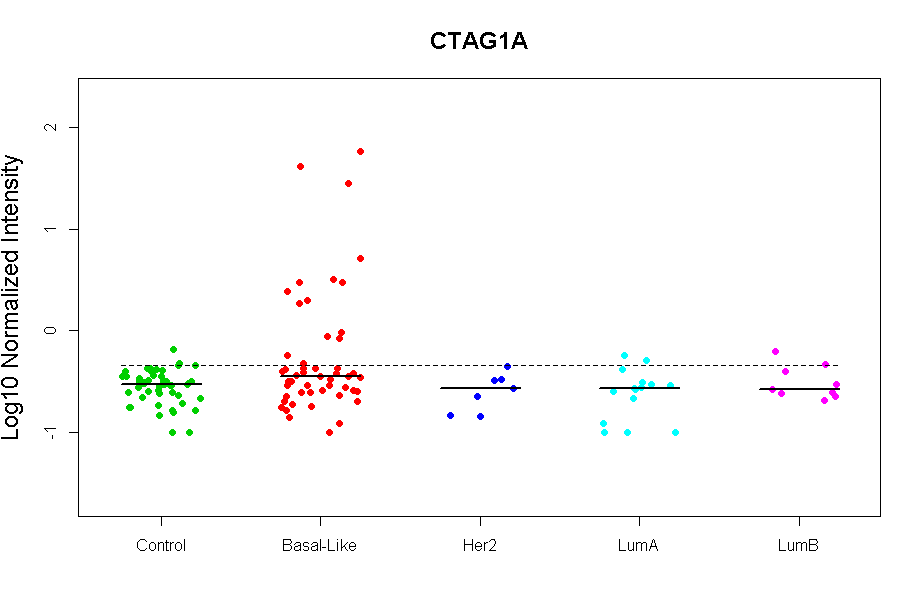 CTAG1A
Log10 Normalized Intensity
2
1
0
-1
Control Basal-Like Her2 LumA LumB